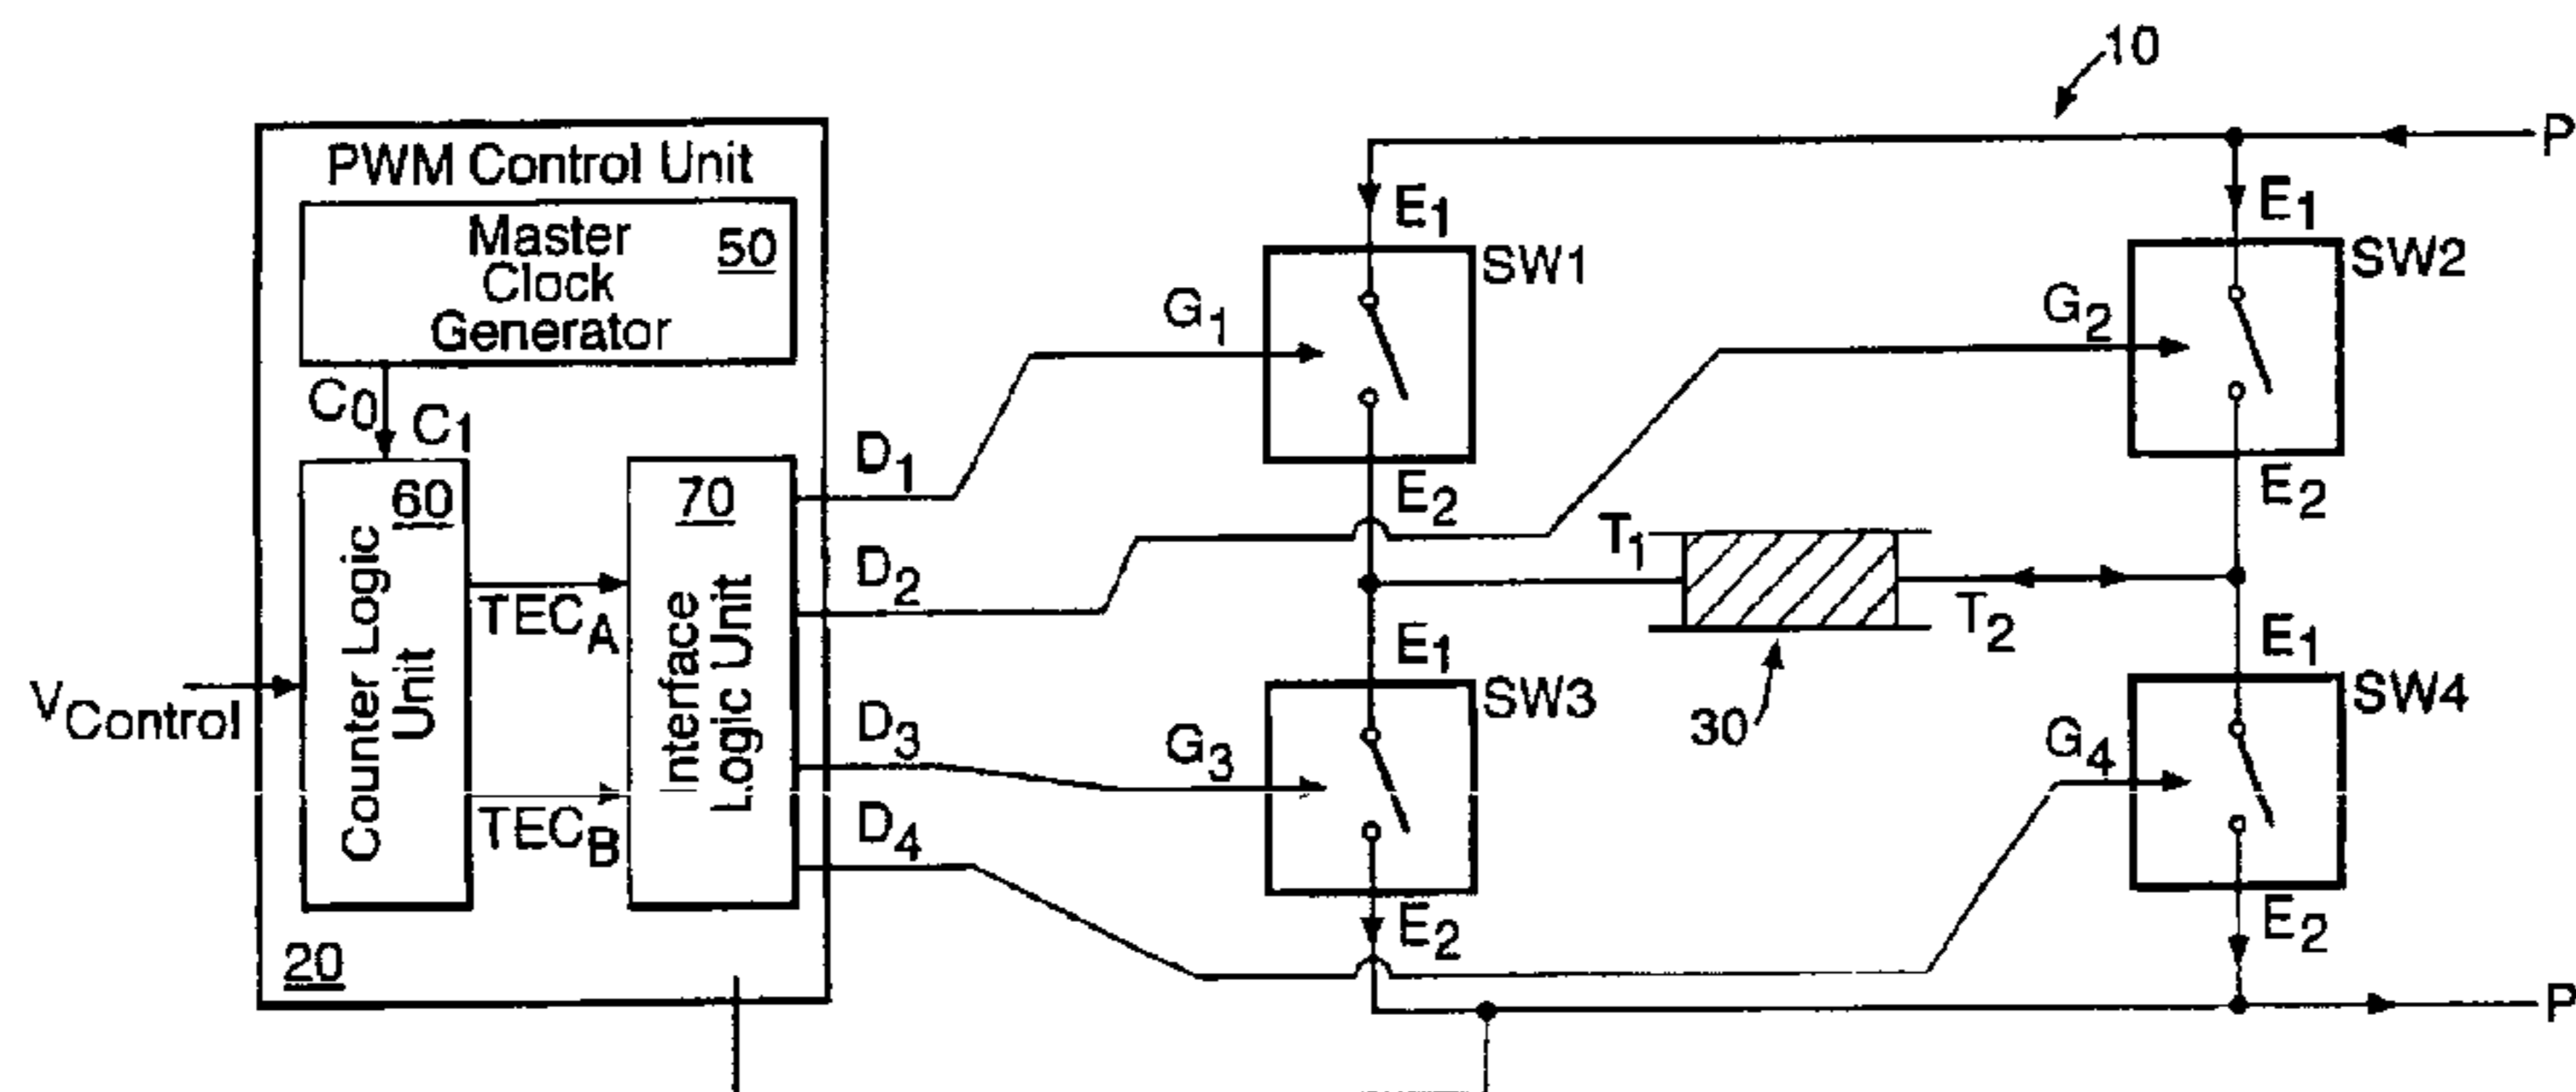 10
P
PWM Control Unit
Master
Clock
Generator
50
C0
C1
Counter Logic
Unit
60
TECA
TECB
Interface
Logic Unit
70
VControl
20
D1
D2
D3
D4
E1
SW1
G1
E2
E1
SW2
G2
E2
T1
T2
30
E1
SW3
G3
E2
E1
SW4
G4
E2
P